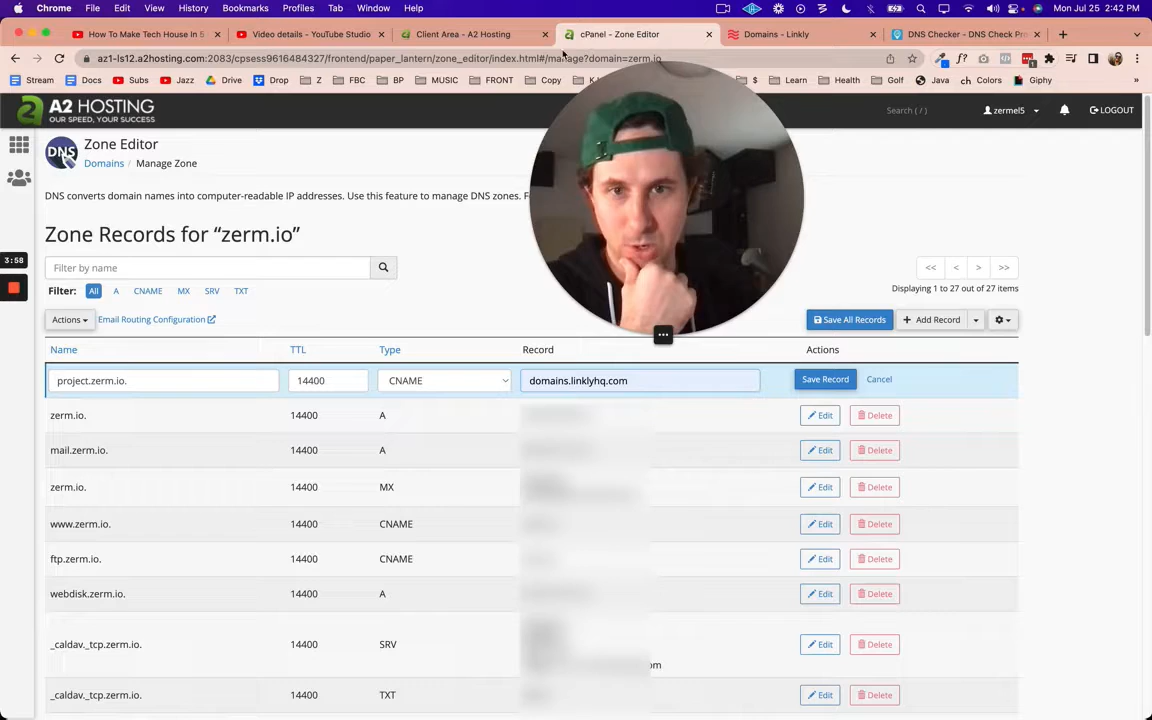 Chrome File Edit View History Bookmarks Profiles Tab Window Help Mon Jul 25 2:42 PM
How To Make Tech House In 5 Video details - YouTube Studio Client Area - A2 Hosting cPanel - Zone Editor Domains - Linkly DNS Checker - DNS Check Pro
az1-ls12.a2hosting.com:2083/cpsess9616484327/frontend/paper_lantern/zone_editor/index.html#/manage?domain=zerm.io
Stream Docs Subs Jazz Diet Drop Z FBC BP MUSIC FRONT Copy $ Learn Health Golf Java Colors Giphy
A2 HOSTING
OUR SPEED, YOUR SUCCESS
Search ( / ) zermel5 LOGOUT
DNS
Zone Editor
Domains / Manage Zone
DNS converts domain names into computer-readable IP addresses. Use this feature to manage DNS zones. F
Zone Records for “zerm.io”
3:58
Filter by name
<< < > >>
Filter: All A CNAME MX SRV TXT
Displaying 1 to 27 out of 27 items
Actions Email Routing Configuration Save All Records + Add Record
Name TTL Type Record Actions
project.zerm.io. 14400 CNAME domains.linklyhq.com Save Record Cancel
zerm.io. 14400 A Edit Delete
mail.zerm.io. 14400 A Edit Delete
zerm.io. 14400 MX Edit Delete
www.zerm.io. 14400 CNAME Edit Delete
ftp.zerm.io. 14400 CNAME Edit Delete
webdisk.zerm.io. 14400 A Edit Delete
_caldav._tcp.zerm.io. 14400 SRV Edit Delete
om
_caldav._tcp.zerm.io. 14400 TXT Edit Delete